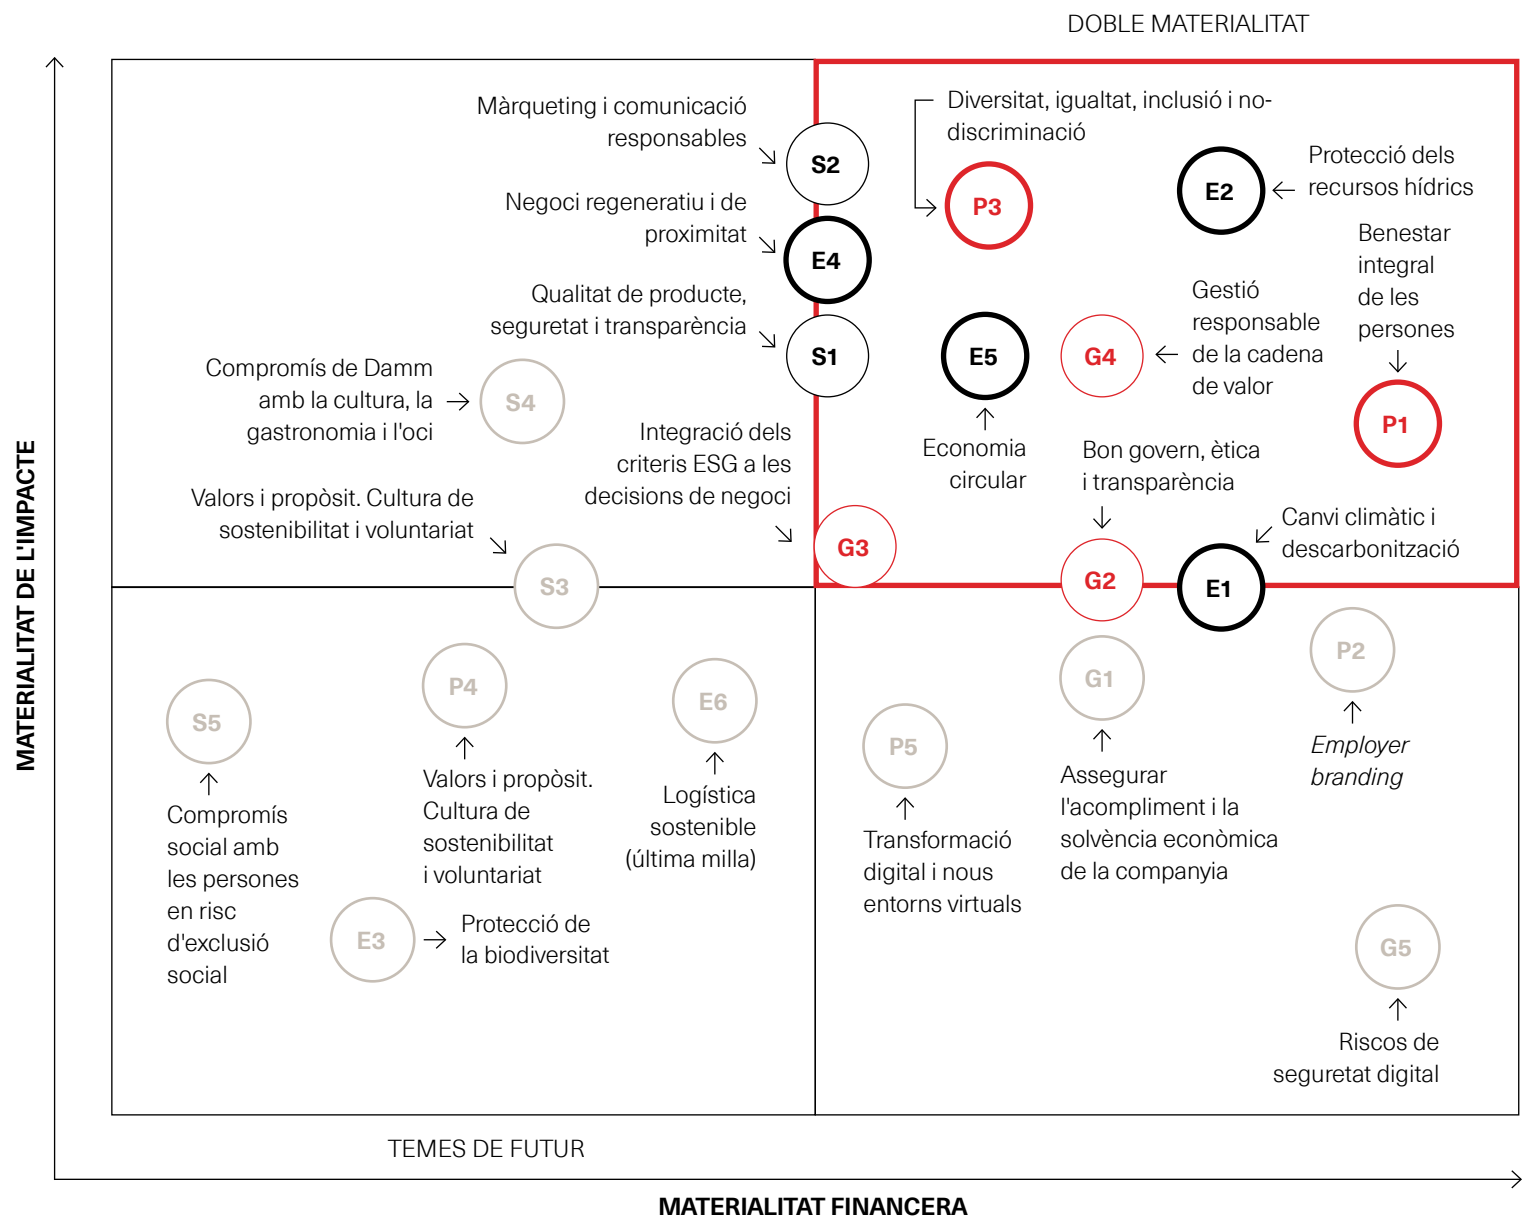 DOBLE MATERIALITAT
Màrqueting i comunicació
responsables
S2
Negoci regeneratiu i de
proximitat
E4
Qualitat de producte,
seguretat i transparència
S1
Compromís de Damm
amb la cultura, la
gastronomia i l'oci
S4
Integració dels
criteris ESG a les
decisions de negoci
G3
Valors i propòsit. Cultura de
sostenibilitat i voluntariat
S3
Diversitat, igualtat, inclusió i no-
discriminació
P3
E2
Protecció dels
recursos hídrics
Benestar
integral
de les
persones
P1
Gestió
responsable
de la cadena
de valor
G4
E5
Economia
circular
Bon govern, ètica
i transparència
G2
Canvi climàtic i
descarbonització
E1
S5
Compromís
social amb
les persones
en risc
d'exclusió
social
P4
Valors i propòsit.
Cultura de
sostenibilitat
i voluntariat
E6
Logística
sostenible
(última milla)
E3
Protecció de
la biodiversitat
P5
Transformació
digital i nous
entorns virtuals
G1
Assegurar
l'acompliment i la
solvència econòmica
de la companyia
P2
Employer
branding
G5
Riscos de
seguretat digital
MATERIALITAT DE L'IMPACTE
TEMES DE FUTUR
MATERIALITAT FINANCERA